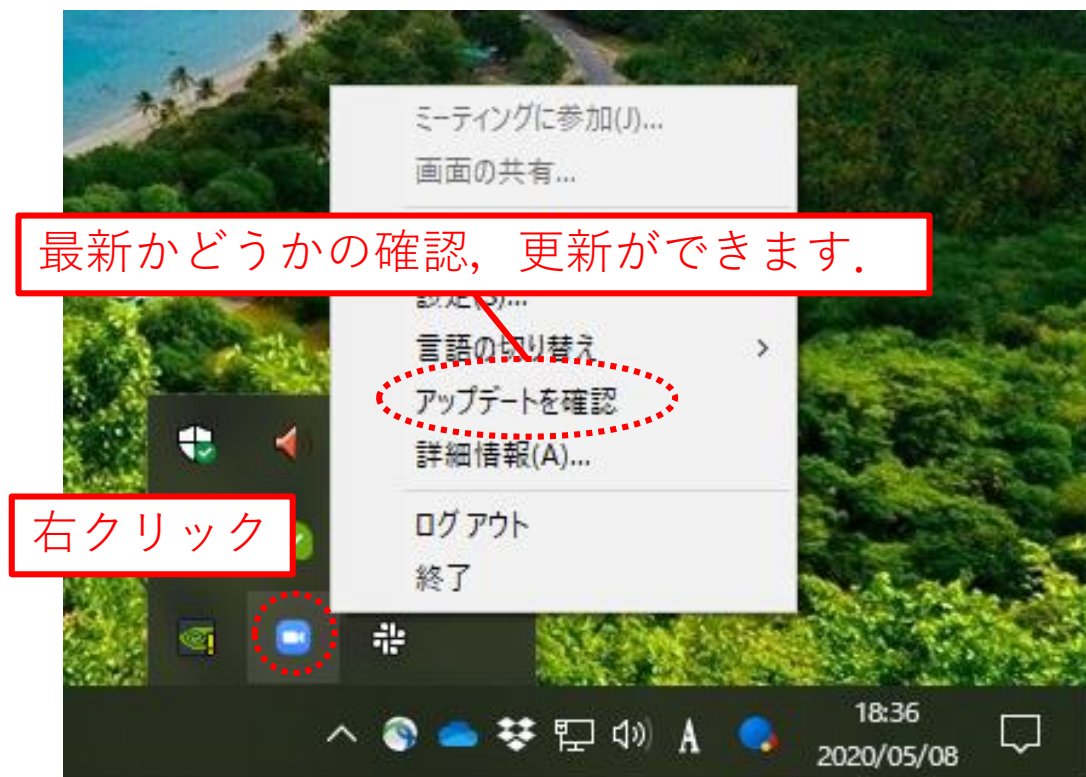 ミーティングに参加(J)...
画面の共有...
最新かどうかの確認，更新ができます．
言語の切り替え
アップデートを確認
詳細情報(A)...
右クリック
ログ アウト
終了
A
18:36
2020/05/08